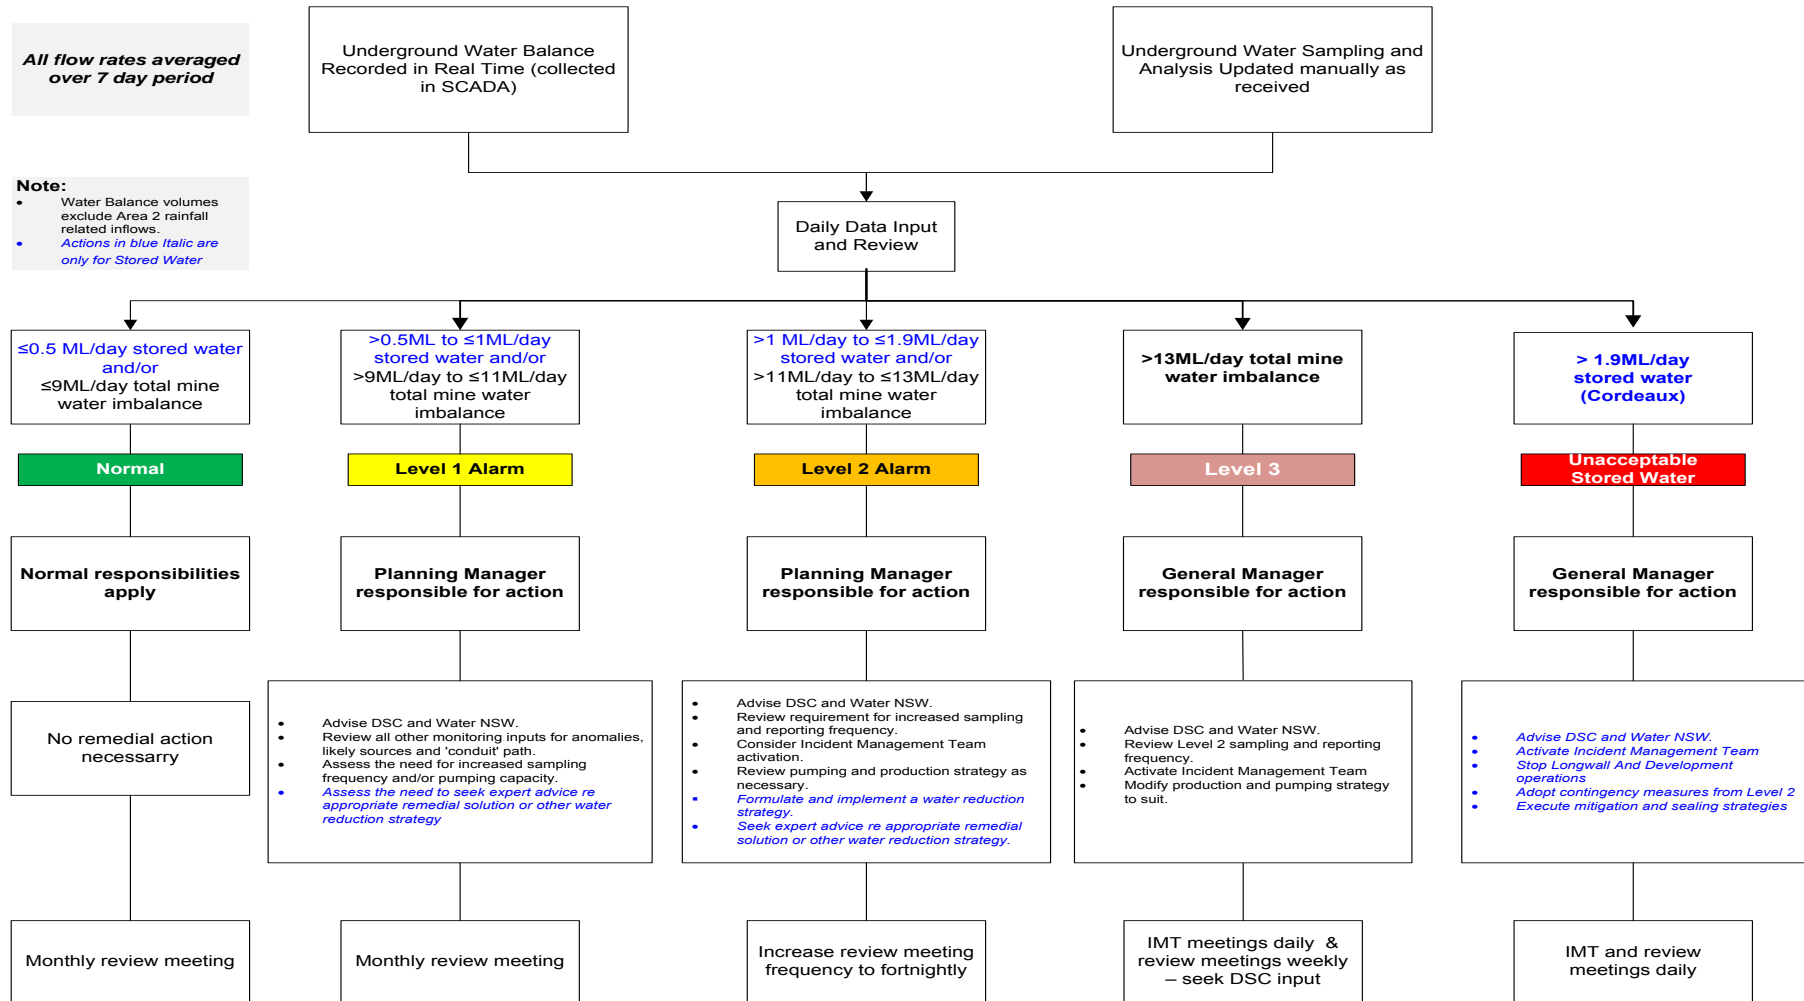 All flow rates averaged
over 7 day period
Underground Water Balance
Recorded in Real Time (collected
in SCADA)
Underground Water Sampling and
Analysis Updated manually as
received
Note:
• Water Balance volumes
exclude Area 2 rainfall
related inflows.
• Actions in blue Italic are
only for Stored Water
Daily Data Input
and Review
≤0.5 ML/day stored water
and/or
≤9ML/day total mine
water imbalance
>0.5ML to ≤1ML/day
stored water and/or
>9ML/day to ≤11ML/day
total mine water
imbalance
>1 ML/day to ≤1.9ML/day
stored water and/or
>11ML/day to ≤13ML/day
total mine water
imbalance
>13ML/day total mine
water imbalance
> 1.9ML/day
stored water
(Cordeaux)
Normal
Level 1 Alarm
Level 2 Alarm
Level 3
Unacceptable
Stored Water
Normal responsibilities
apply
Planning Manager
responsible for action
Planning Manager
responsible for action
General Manager
responsible for action
General Manager
responsible for action
No remedial action
necessarry
• Advise DSC and Water NSW.
• Review all other monitoring inputs for anomalies,
likely sources and 'conduit' path.
• Assess the need for increased sampling
frequency and/or pumping capacity.
• Assess the need to seek expert advice re
appropriate remedial solution or other water
reduction strategy
• Advise DSC and Water NSW.
• Review requirement for increased sampling
and reporting frequency.
• Consider Incident Management Team
activation.
• Review pumping and production strategy as
necessary.
• Formulate and implement a water reduction
strategy.
• Seek expert advice re appropriate remedial
solution or other water reduction strategy.
• Advise DSC and Water NSW.
• Review Level 2 sampling and reporting
frequency.
• Activate Incident Management Team
• Modify production and pumping strategy
to suit.
• Advise DSC and Water NSW.
• Activate Incident Management Team
• Stop Longwall And Development
operations
• Adopt contingency measures from Level 2
• Execute mitigation and sealing strategies
Monthly review meeting
Monthly review meeting
Increase review meeting
frequency to fortnightly
IMT meetings daily &
review meetings weekly
– seek DSC input
IMT and review
meetings daily